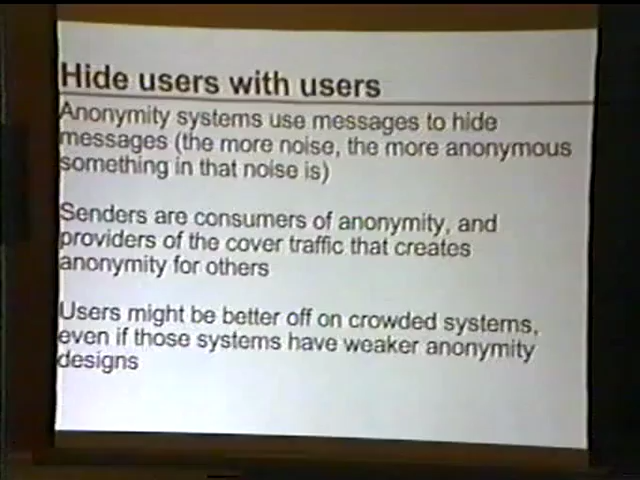 Hide users with users
Anonymity systems use messages to hide
messages (the more noise, the more anonymous
something in that noise is)
Senders are consumers of anonymity, and
providers of the cover traffic that creates
anonymity for others
Users might be better off on crowded systems,
even if those systems have weaker anonymity
designs